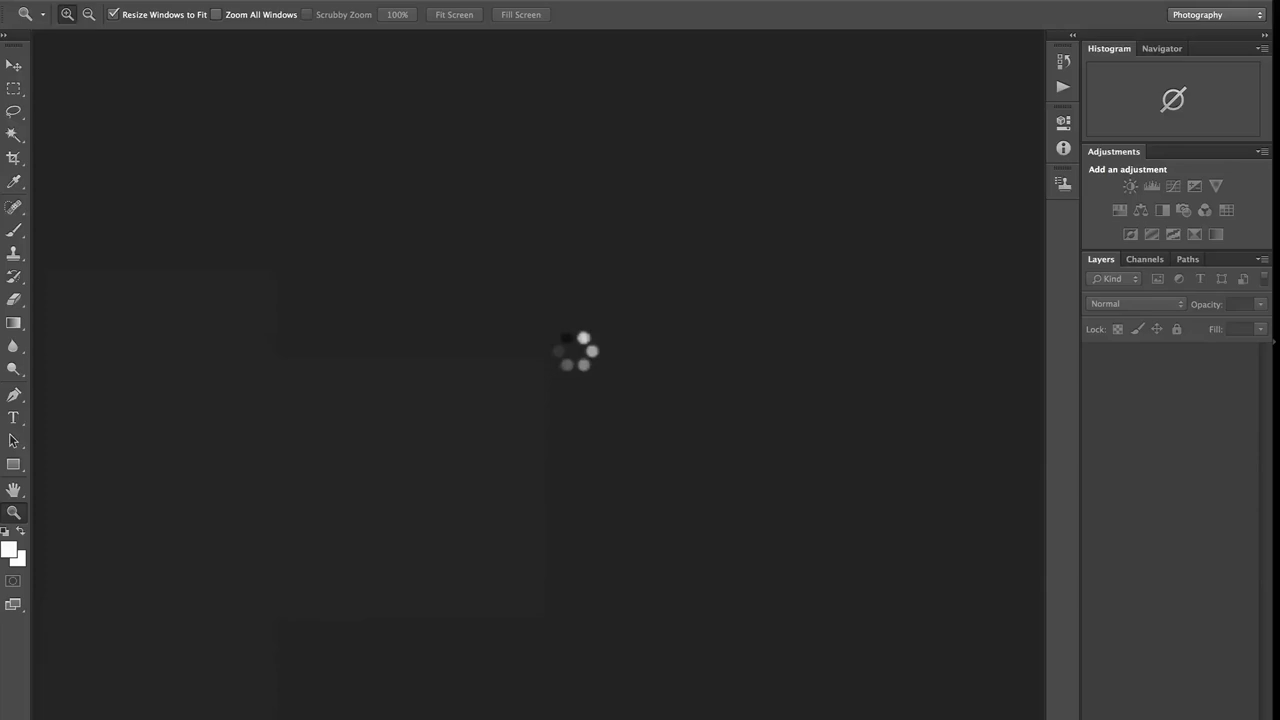 Resize Windows to Fit Zoom All Windows Scrubby Zoom 100% Fit Screen Fill Screen Photography
Histogram Navigator
Adjustments
Add an adjustment
Layers Channels Paths
Kind T
Normal Opacity:
Lock: Fill:
T